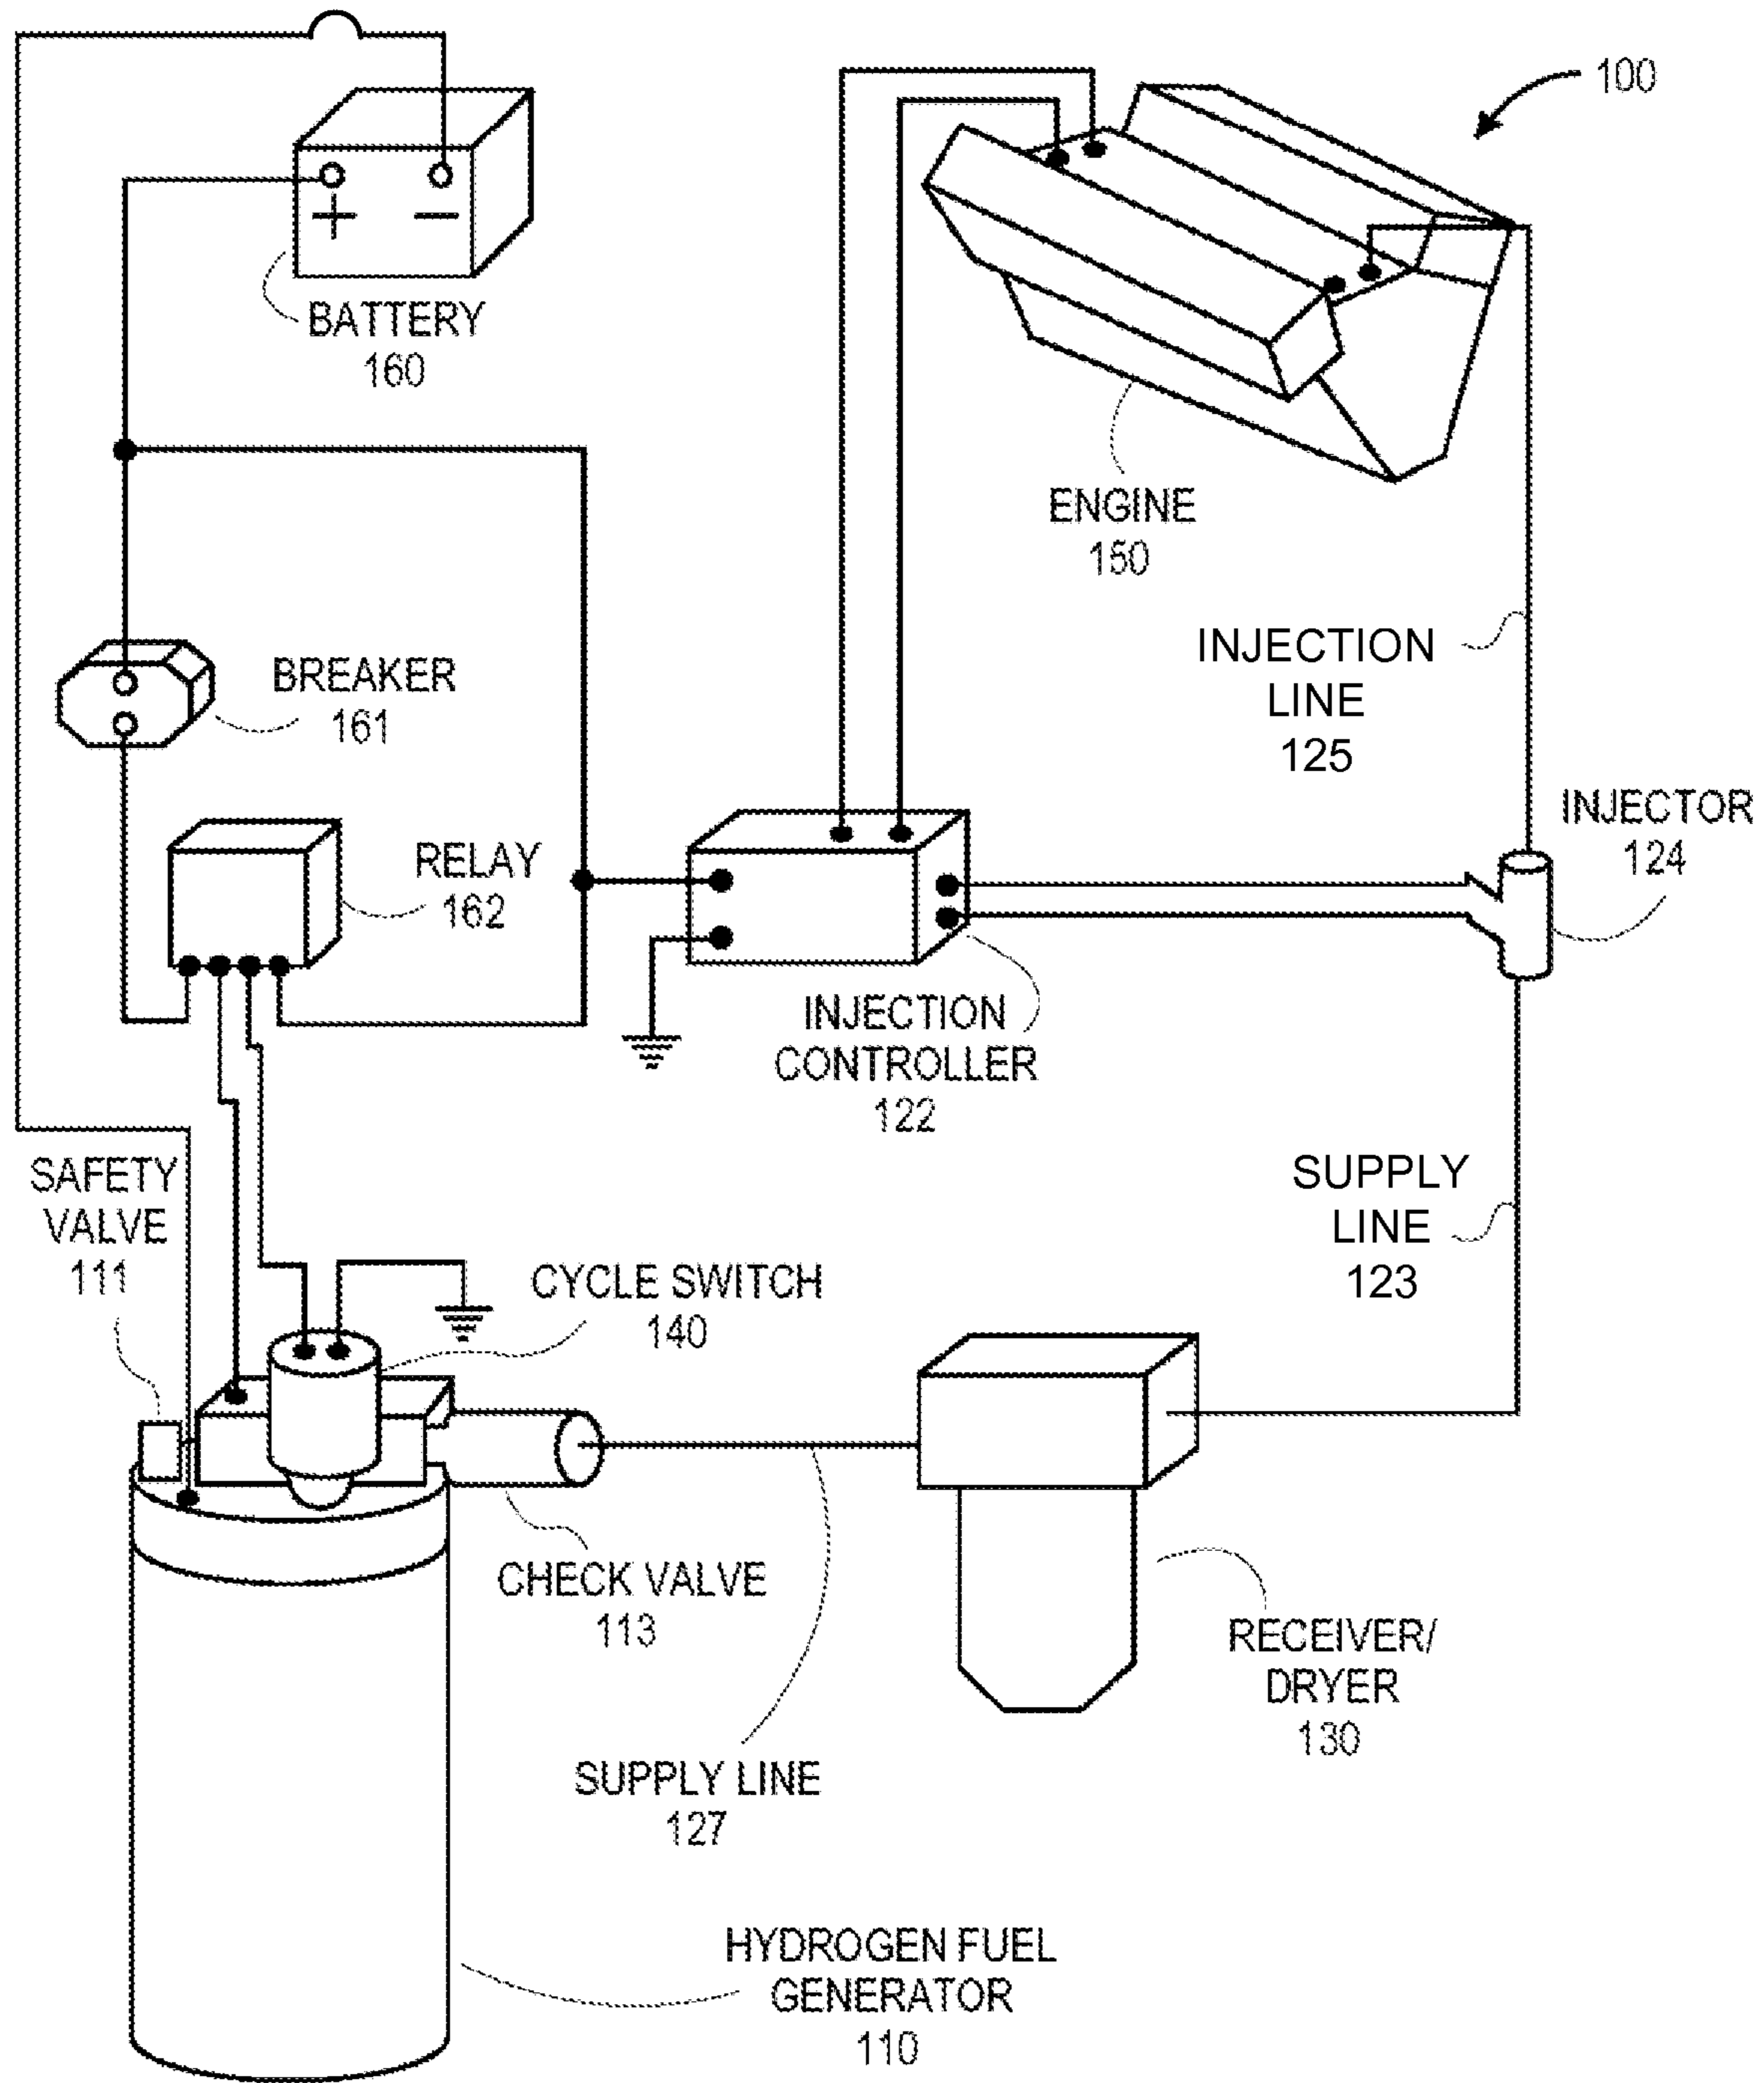 100
+
−
BATTERY
160
ENGINE
150
INJECTION
LINE
125
BREAKER
161
INJECTOR
124
RELAY
162
INJECTION
CONTROLLER
122
SAFETY
VALVE
111
SUPPLY
LINE
123
CYCLE SWITCH
140
CHECK VALVE
113
RECEIVER/
DRYER
130
SUPPLY LINE
127
HYDROGEN FUEL
GENERATOR
110